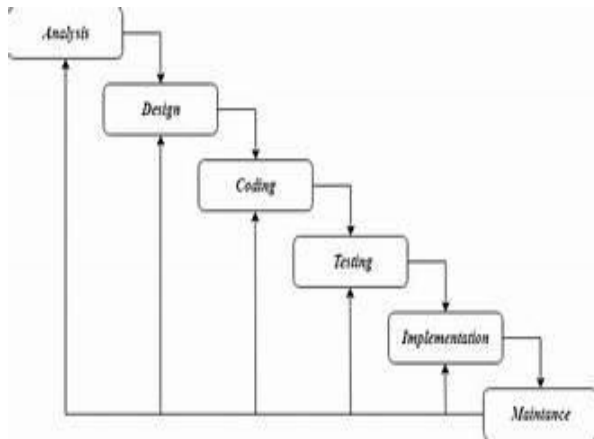 Analysis
Design
Coding
Testing
Implementation
Maintance